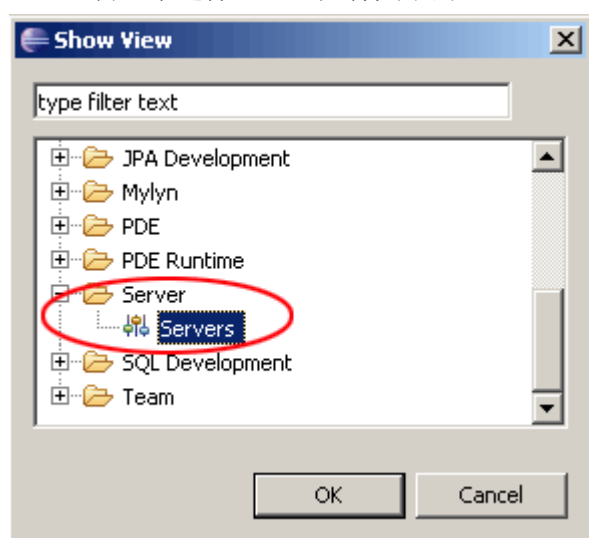 Show View
type filter text
JPA Development
Mylyn
PDE
PDE Runtime
Server
Servers
SQL Development
Team
OK
Cancel